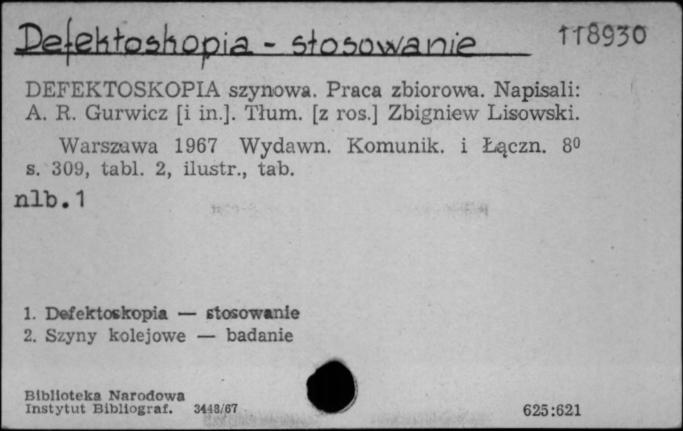 Defektoskopia - stosowanie 118930
DEFEKTOSKOPIA szynowa. Praca zbiorowa. Napisali:
A. R. Gurwicz [i in.]. Tłum. [z ros.] Zbigniew Lisowski.
Warszawa 1967 Wydawn. Komunik. i Łączn. 8⁰
s. 309, tabl. 2, ilustr., tab.
nlb. 1
1. Defektoskopia — stosowanie
2. Szyny kolejowe — badanie
Biblioteka Narodowa
Instytut Bibliograf. 3448/67 625:621